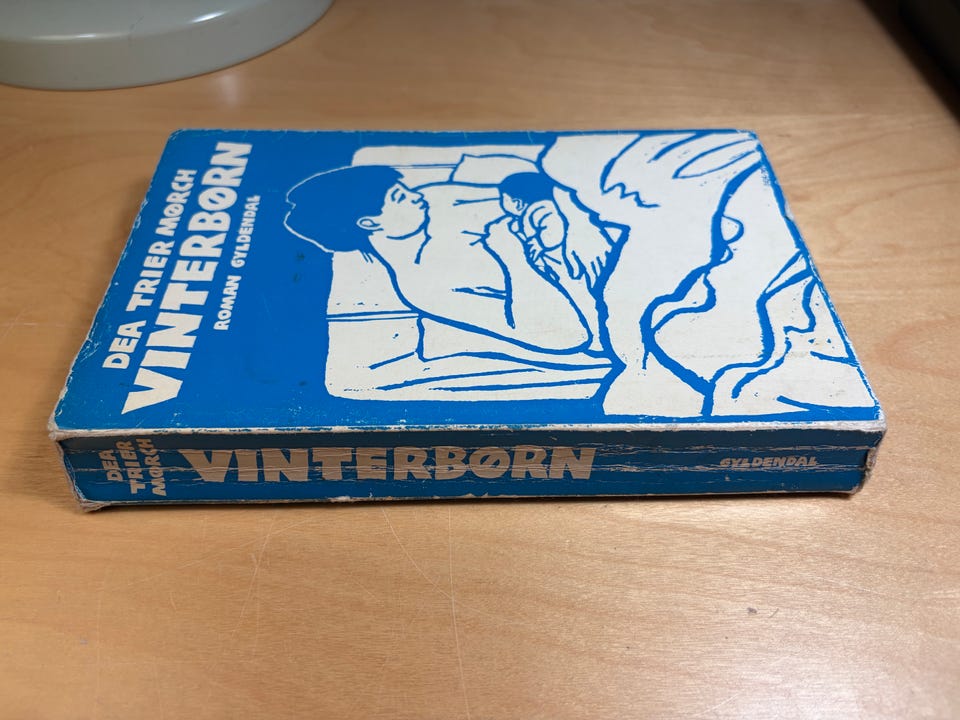 DEA TRIER MØRCH
VINTERBØRN
ROMAN GYLDENDAL
DEA
TRIER
MØRCH
VINTERBØRN
GYLDENDAL